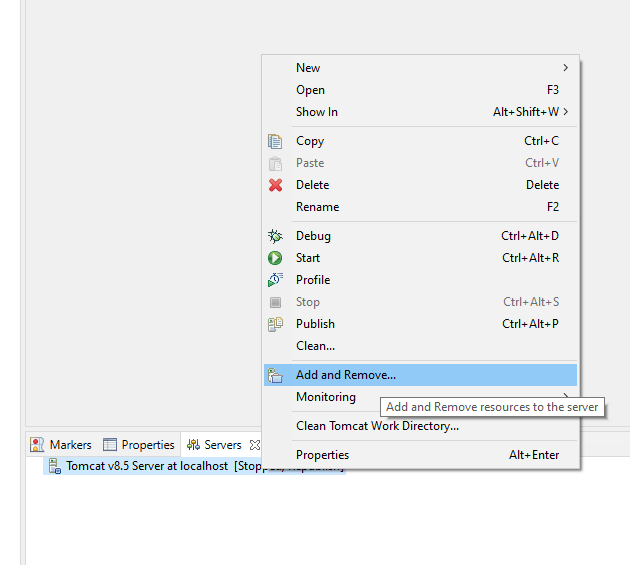 New
Open F3
Show In Alt+Shift+W
Copy Ctrl+C
Paste Ctrl+V
Delete Delete
Rename F2
Debug Ctrl+Alt+D
Start Ctrl+Alt+R
Profile
Stop Ctrl+Alt+S
Publish Ctrl+Alt+P
Clean...
Add and Remove...
Monitoring
Add and Remove resources to the server
Clean Tomcat Work Directory...
Properties Alt+Enter
Markers Properties Servers
Tomcat v8.5 Server at localhost